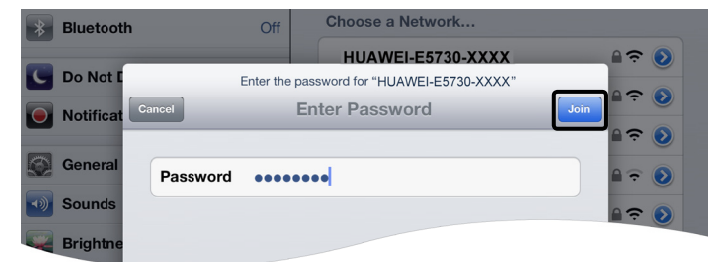 Bluetooth Off
Choose a Network...
HUAWEI-E5730-XXXX
Do Not D
Enter the password for “HUAWEI-E5730-XXXX”
Notificat
Cancel
Enter Password
Join
General
Password ••••••••
Sounds
Brightne